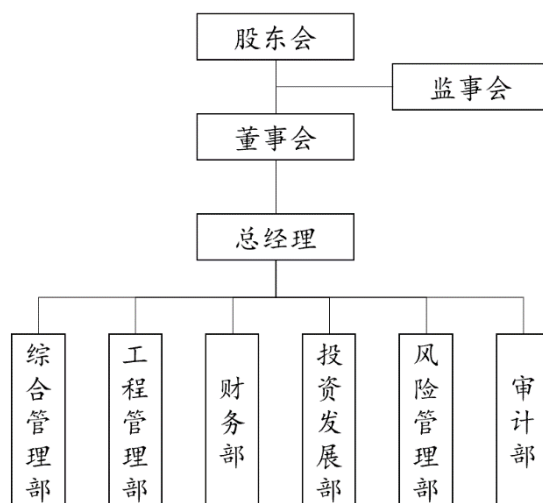 股东会
监事会
董事会
总经理
综合管理部
工程管理部
财务部
投资发展部
风险管理部
审计部